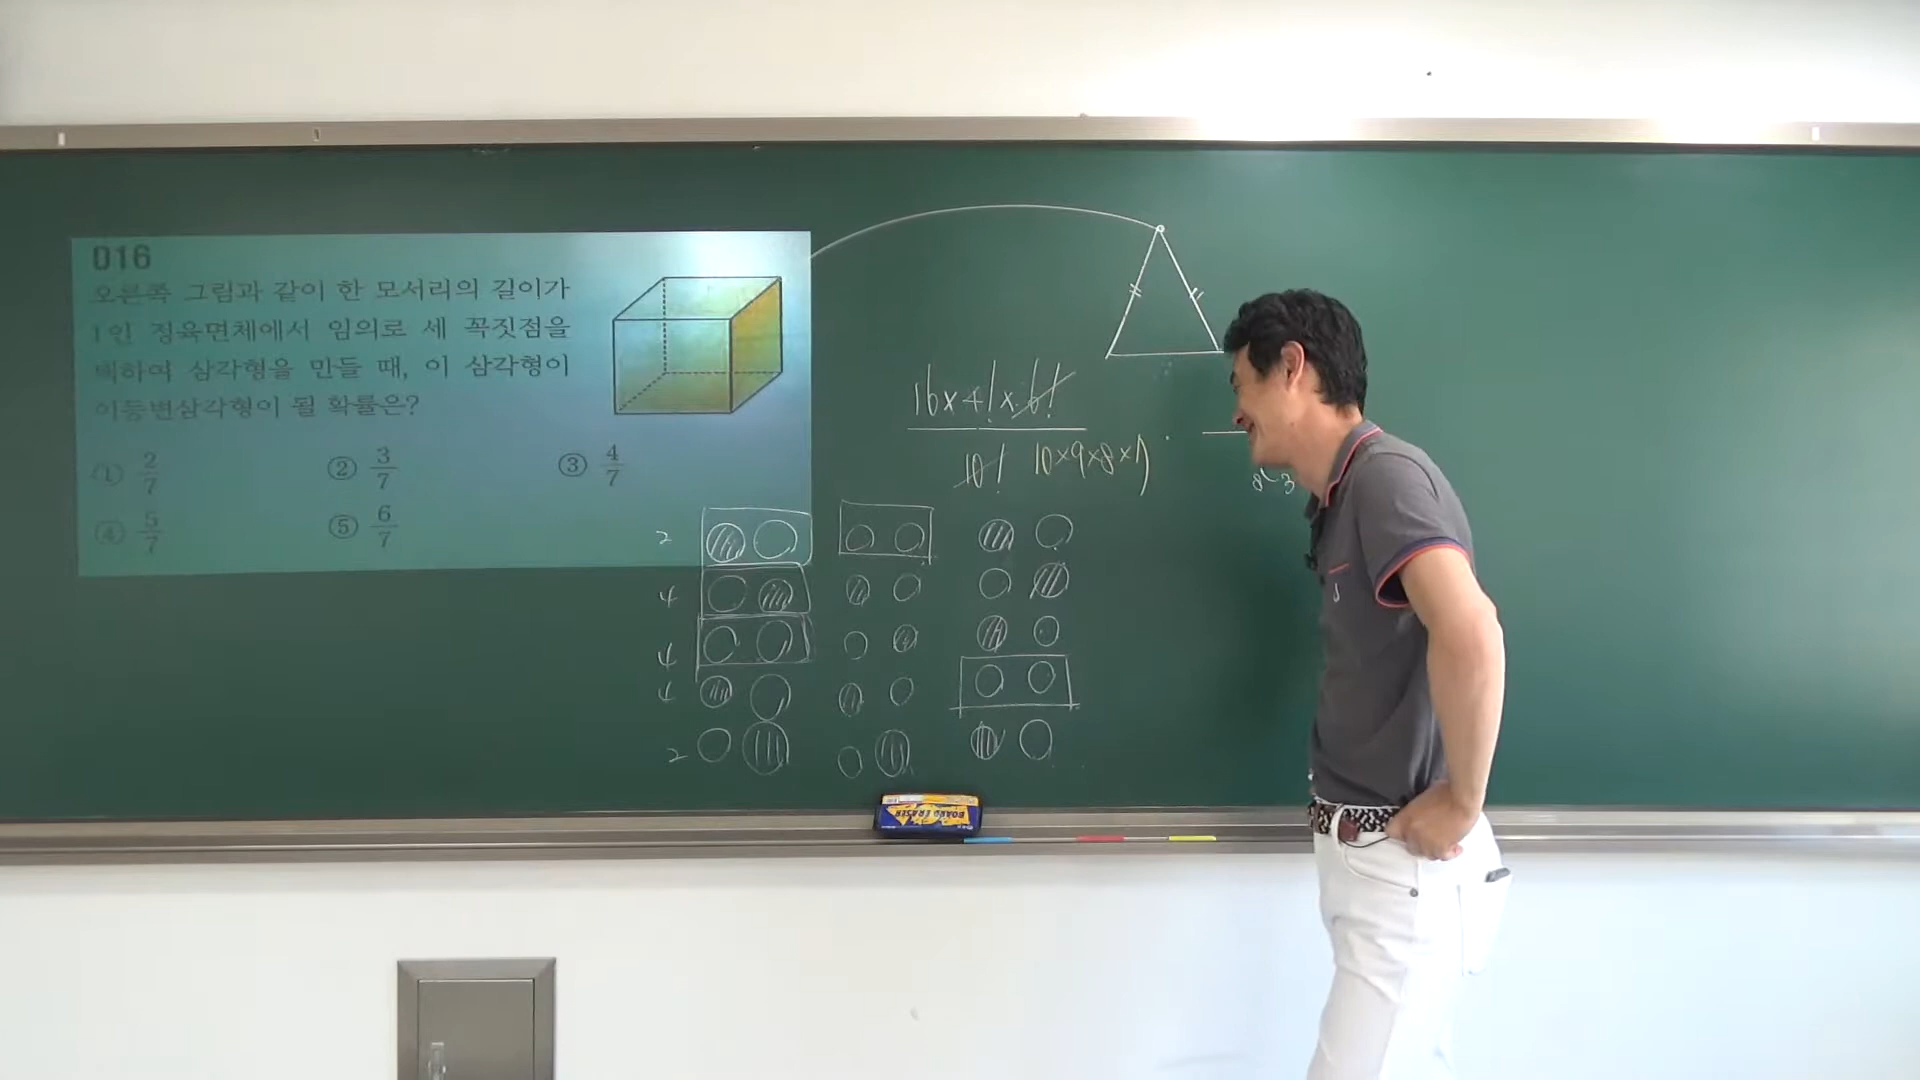 016
오른쪽 그림과 같이 한 모서리의 길이가
1인 정육면체에서 임의로 세 꼭짓점을
택하여 삼각형을 만들 때, 이 삼각형이
이등변삼각형이 될 확률은?
① 2/7 ② 3/7 ③ 4/7
④ 5/7 ⑤ 6/7
16×4!×6!
10! 10×9×8×7
8 3
2
4
4
4
2
BOARD ERASER